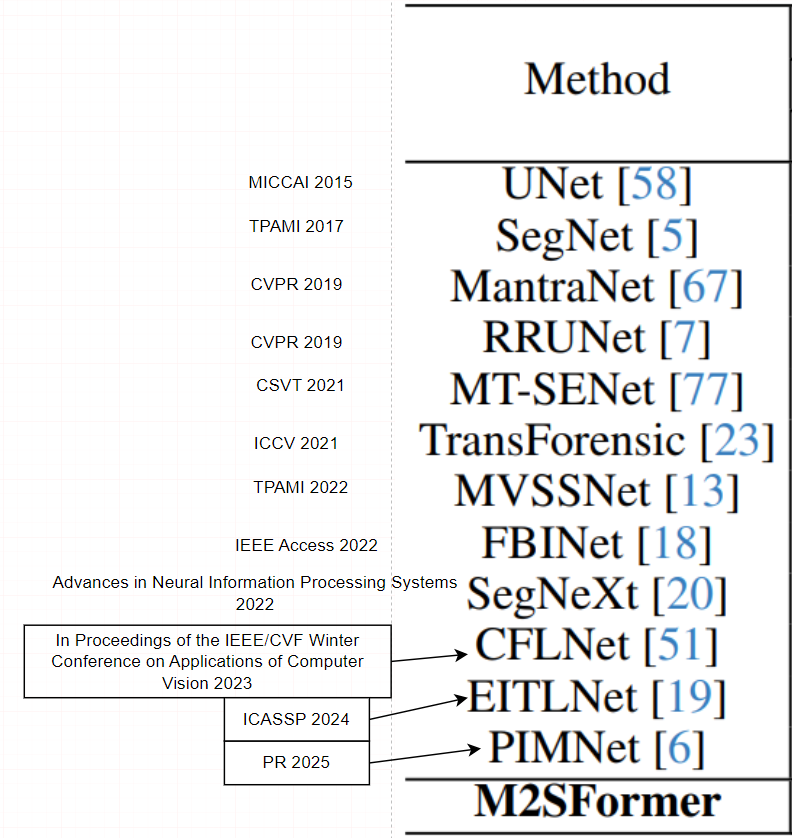 Method
MICCAI 2015 UNet [58]
TPAMI 2017 SegNet [5]
CVPR 2019 MantraNet [67]
CVPR 2019 RRUNet [7]
CSVT 2021 MT-SENet [77]
ICCV 2021 TransForensic [23]
TPAMI 2022 MVSSNet [13]
IEEE Access 2022 FBINet [18]
Advances in Neural Information Processing Systems
2022
SegNeXt [20]
In Proceedings of the IEEE/CVF Winter
Conference on Applications of Computer
Vision 2023
CFLNet [51]
ICASSP 2024 EITLNet [19]
PR 2025 PIMNet [6]
M2SFormer